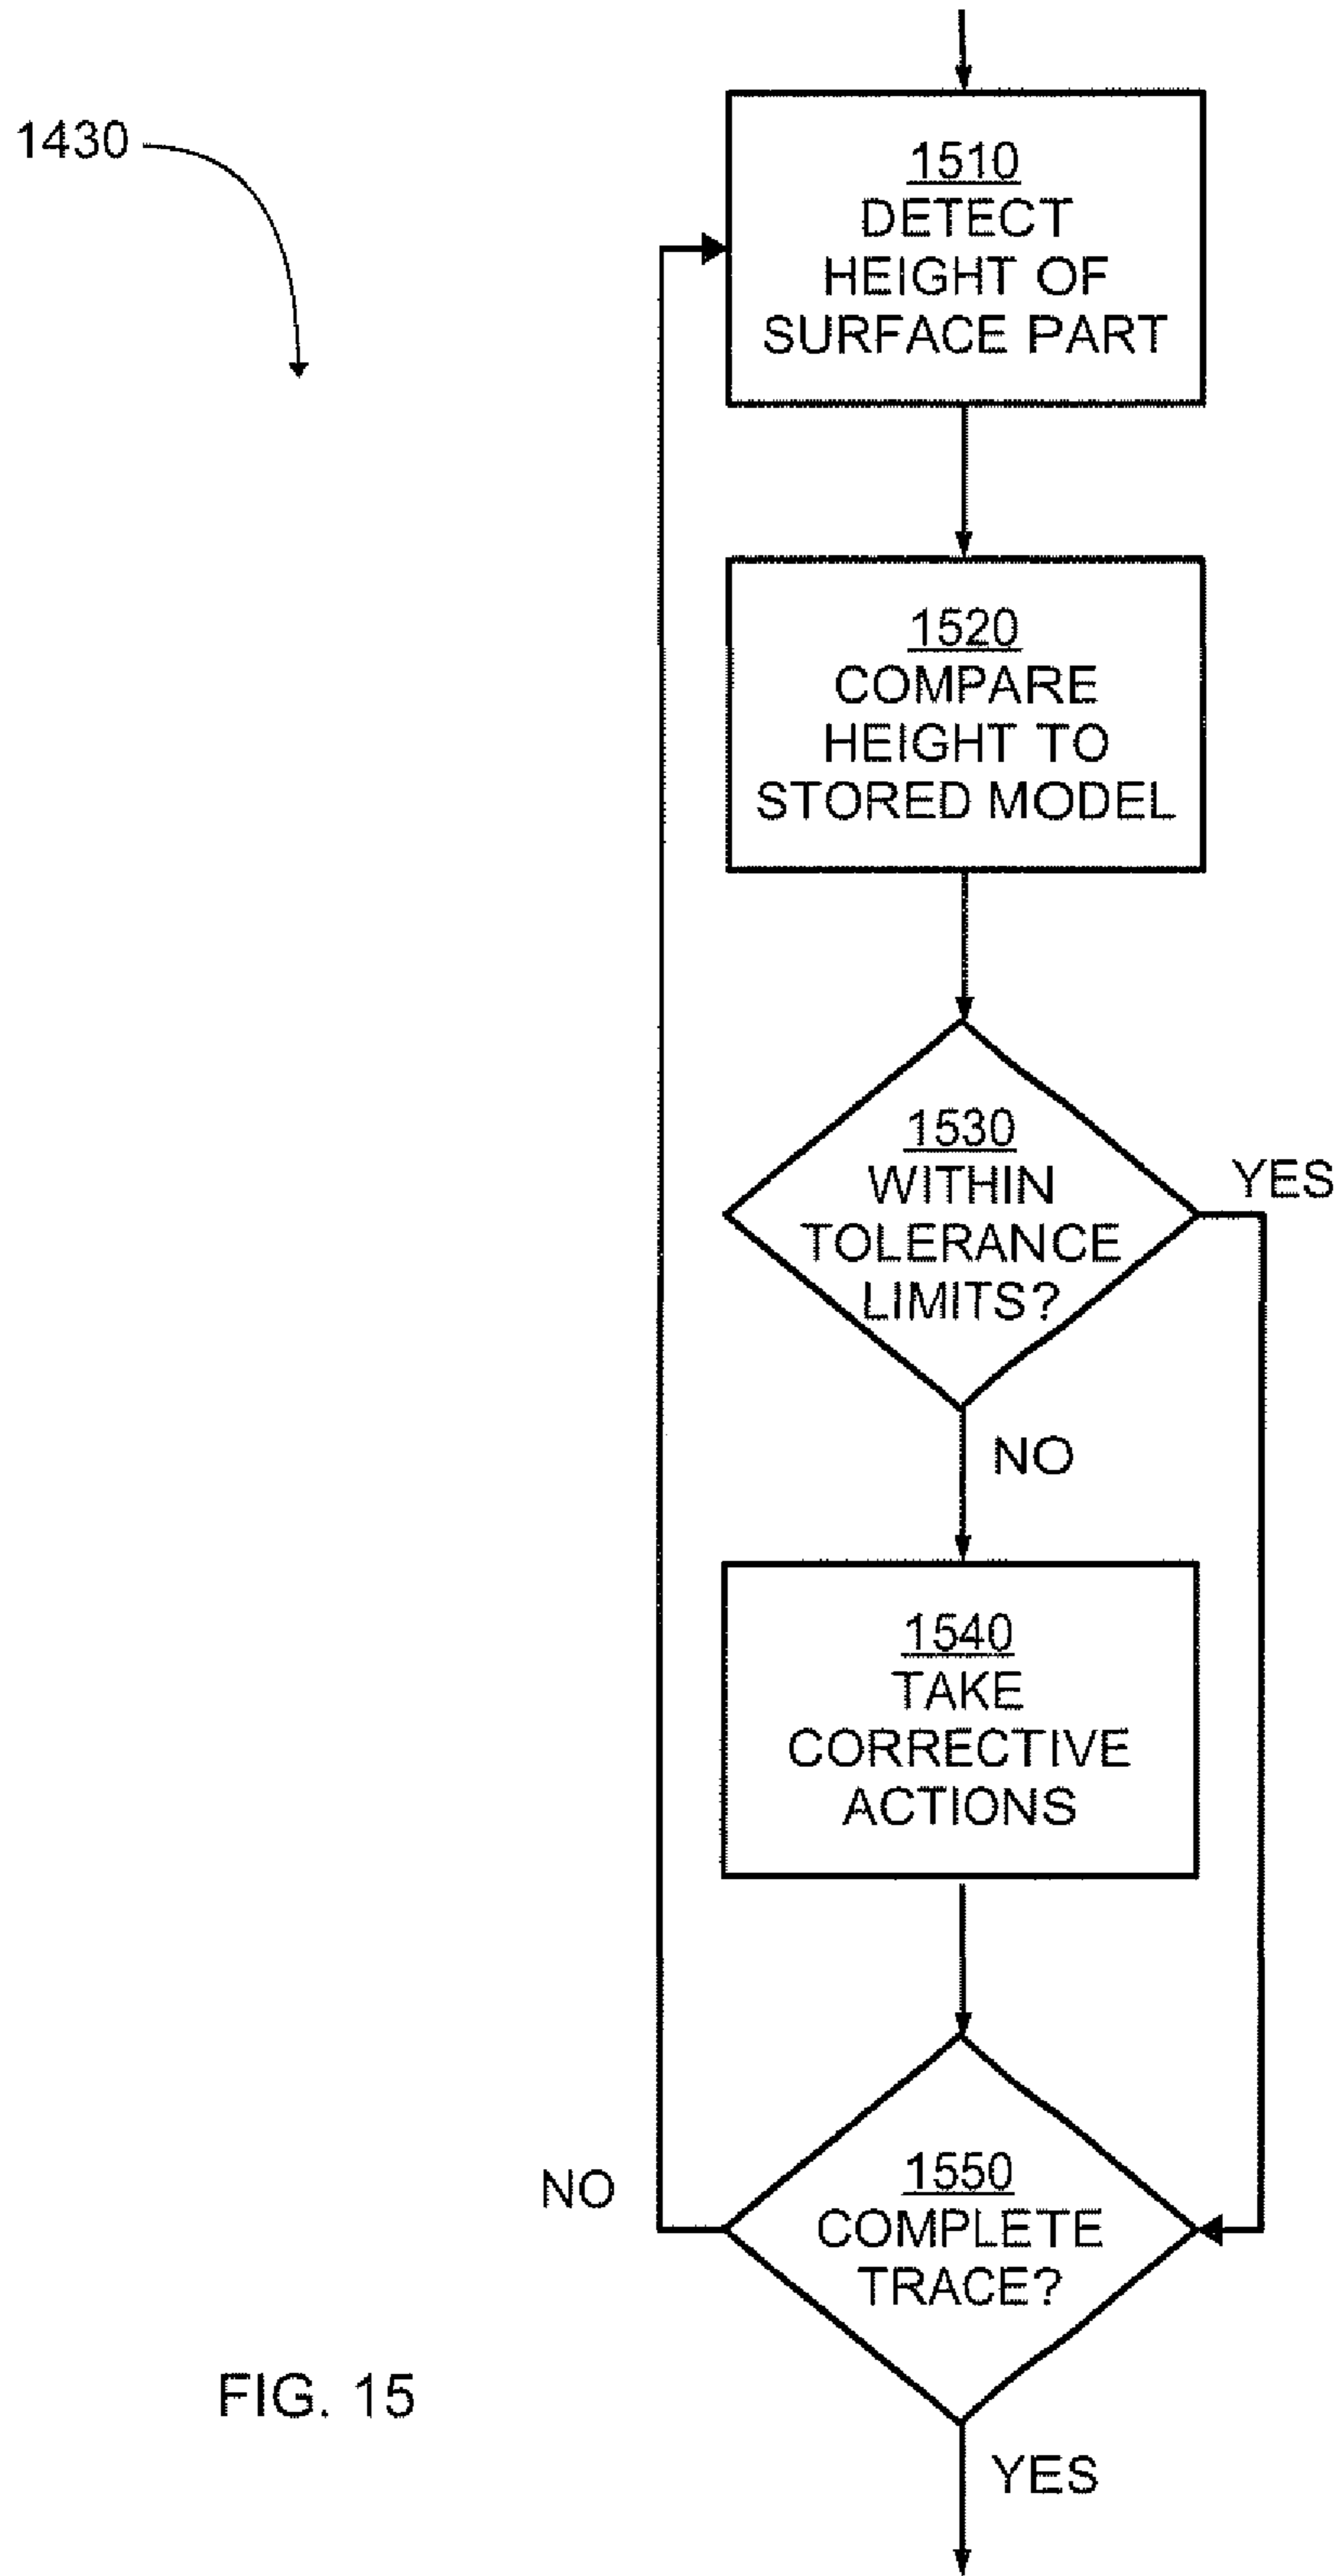 1430
1510
DETECT
HEIGHT OF
SURFACE PART
1520
COMPARE
HEIGHT TO
STORED MODEL
1530
WITHIN
TOLERANCE
LIMITS?
YES
NO
1540
TAKE
CORRECTIVE
ACTIONS
1550
COMPLETE
TRACE?
NO
YES
FIG. 15